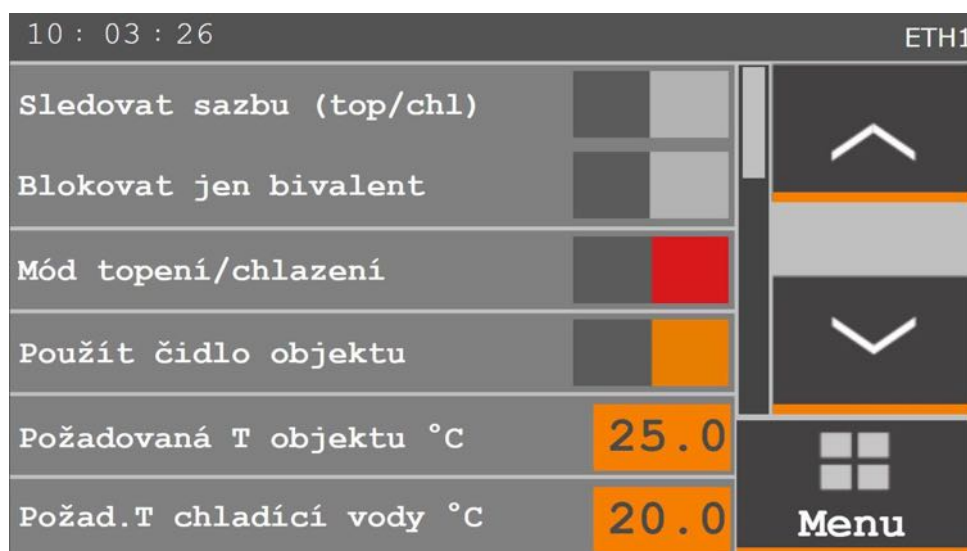 10 : 03 : 26
ETH1
Sledovat sazbu (top/chl)
Blokovat jen bivalent
Mód topení/chlazení
Použít čidlo objektu
Požadovaná T objektu °C
25.0
Požad.T chladící vody °C
20.0
Menu